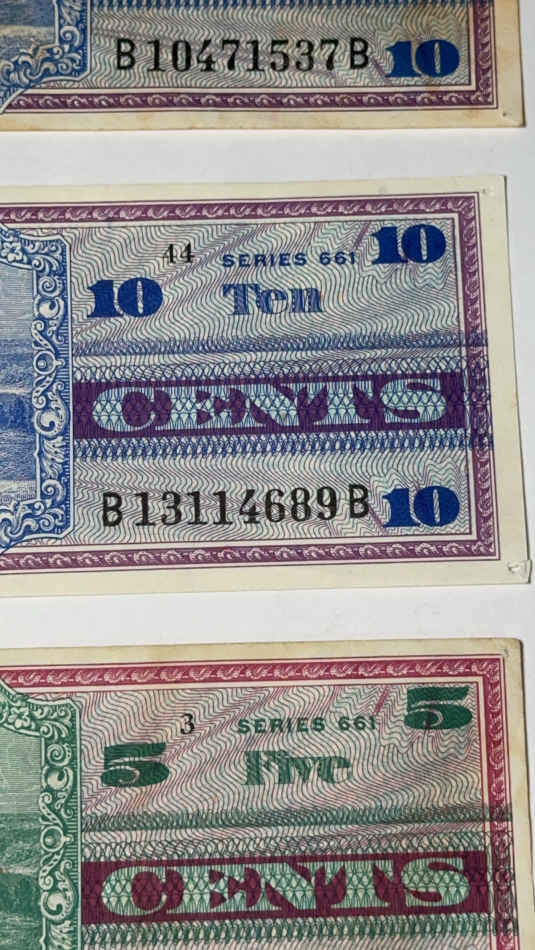 B10471537B 10
44 SERIES 661 10
10 Ten
CENTS
B13114689B 10
3 SERIES 661 5
5 Five
CENTS